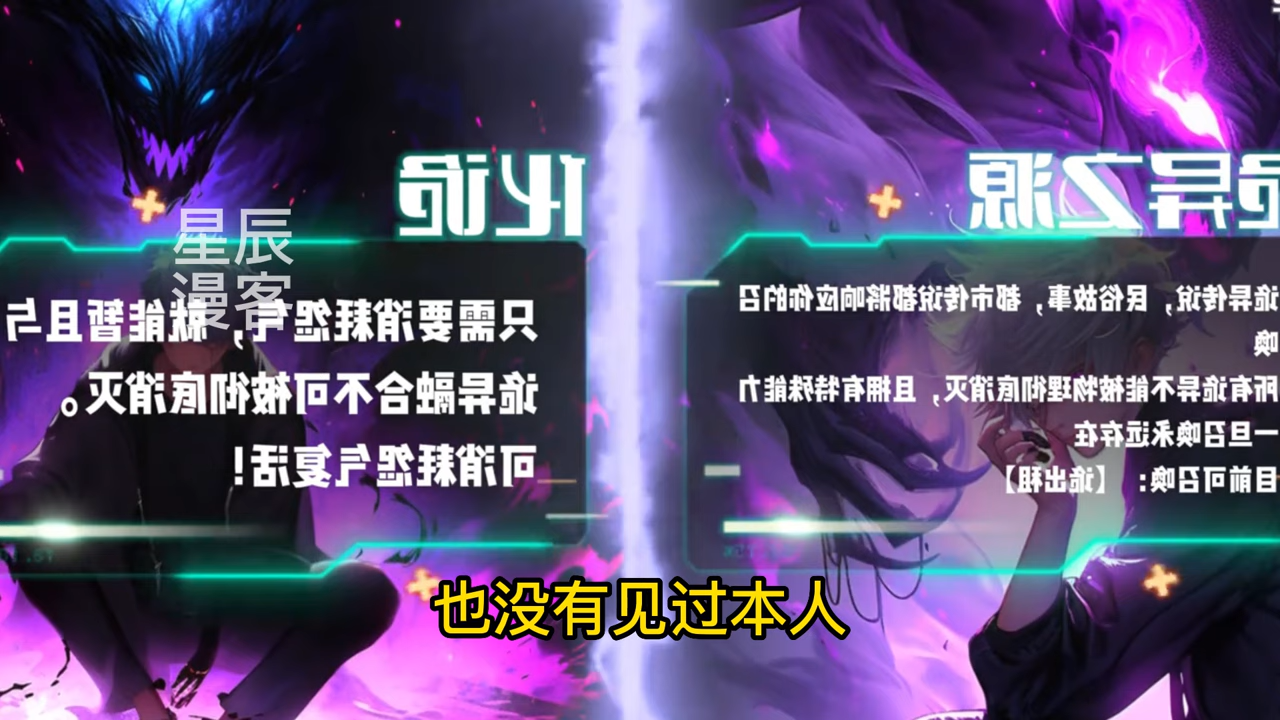 化诡
诡异之源
星辰
漫客
只需要消耗怨气，就能暂且与
诡异融合不可被彻底消灭。
可消耗怨气复活！
诡异传说，民俗故事，都市传说都将响应你的召
唤
所有诡异不能被物理彻底消灭，且拥有特殊能力
一旦召唤永远存在
目前可召唤：【诡出租】
也没有见过本人